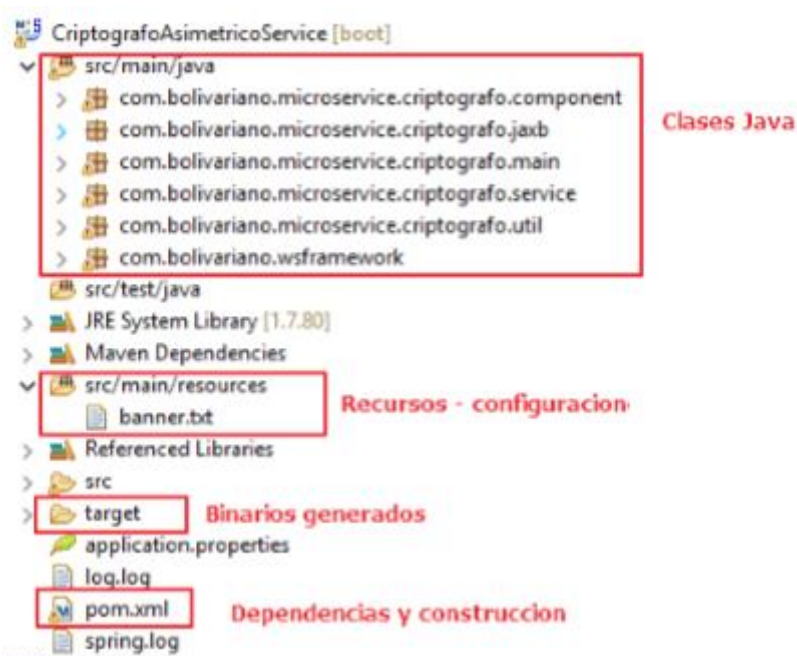 CriptografoAsimetricoService [boot]
src/main/java
com.bolivariano.microservice.criptografo.component
com.bolivariano.microservice.criptografo.jaxb
Clases Java
com.bolivariano.microservice.criptografo.main
com.bolivariano.microservice.criptografo.service
com.bolivariano.microservice.criptografo.util
com.bolivariano.wsframework
src/test/java
JRE System Library [1.7.80]
Maven Dependencies
src/main/resources
Recursos - configuracion
banner.txt
Referenced Libraries
src
target
Binarios generados
application.properties
log.log
pom.xml
Dependencias y construccion
spring.log